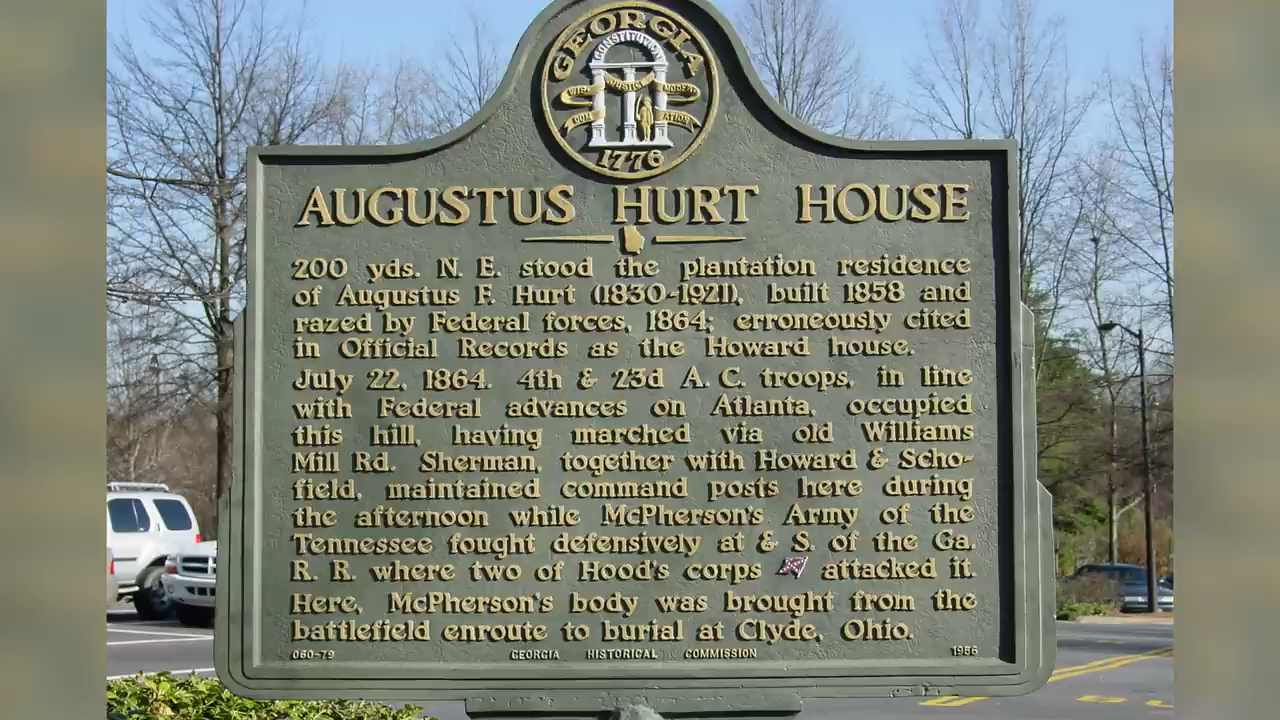 GEORGIA
CONSTITUTION
WIS- JUSTICE MODER
DOM ATION
1776
AUGUSTUS HURT HOUSE
200 yds. N. E. stood the plantation residence
of Augustus F. Hurt (1830-1921), built 1858 and
razed by Federal forces, 1864; erroneously cited
in Official Records as the Howard house.
July 22, 1864. 4th & 23d A. C. troops, in line
with Federal advances on Atlanta, occupied
this hill, having marched via old Williams
Mill Rd. Sherman, together with Howard & Scho-
field, maintained command posts here during
the afternoon while McPherson's Army of the
Tennessee fought defensively at & S. of the Ga.
R. R. where two of Hood's corps attacked it.
Here, McPherson's body was brought from the
battlefield enroute to burial at Clyde, Ohio.
060-79 GEORGIA HISTORICAL COMMISSION 1956